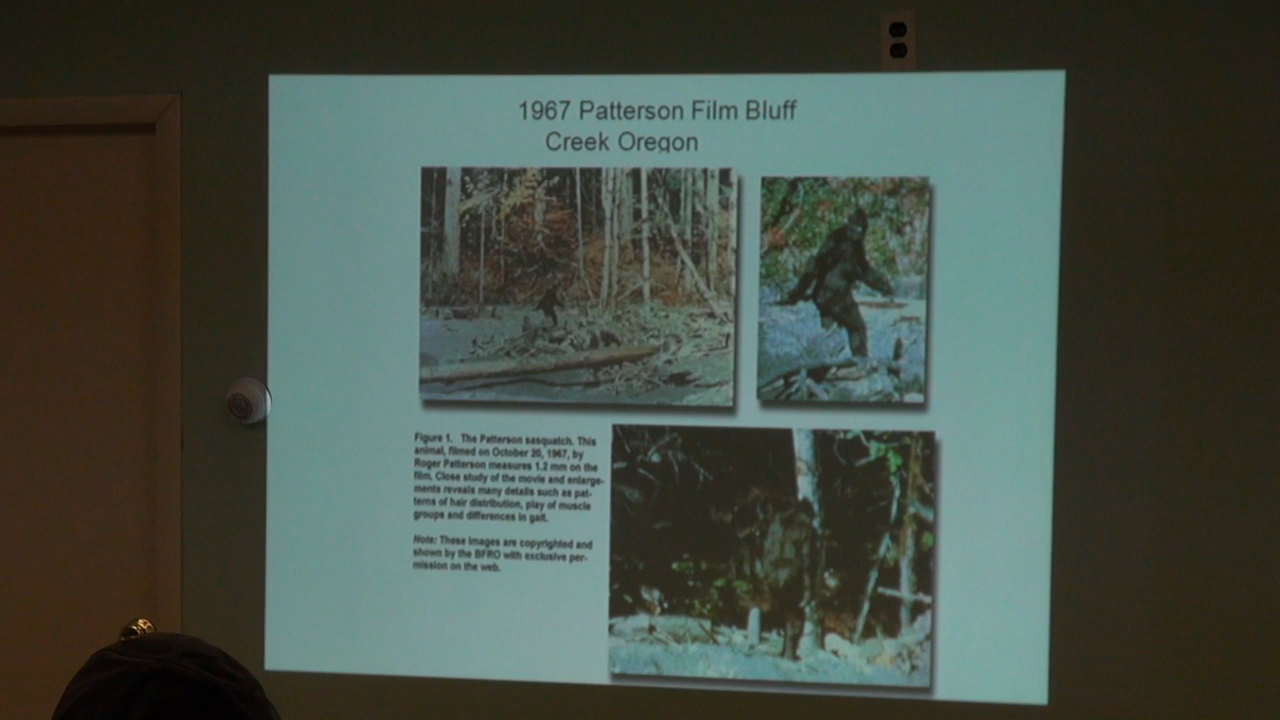 1967 Patterson Film Bluff
Creek Oregon
Figure 1. The Patterson sasquatch. This
animal, filmed on October 20, 1967, by
Roger Patterson measures 1.2 mm on the
film. Close study of the movie and enlarge-
ments reveals many details such as pat-
terns of hair distribution, play of muscle
groups and differences in gait.
Note: These images are copyrighted and
shown by the BFRO with exclusive per-
mission on the web.